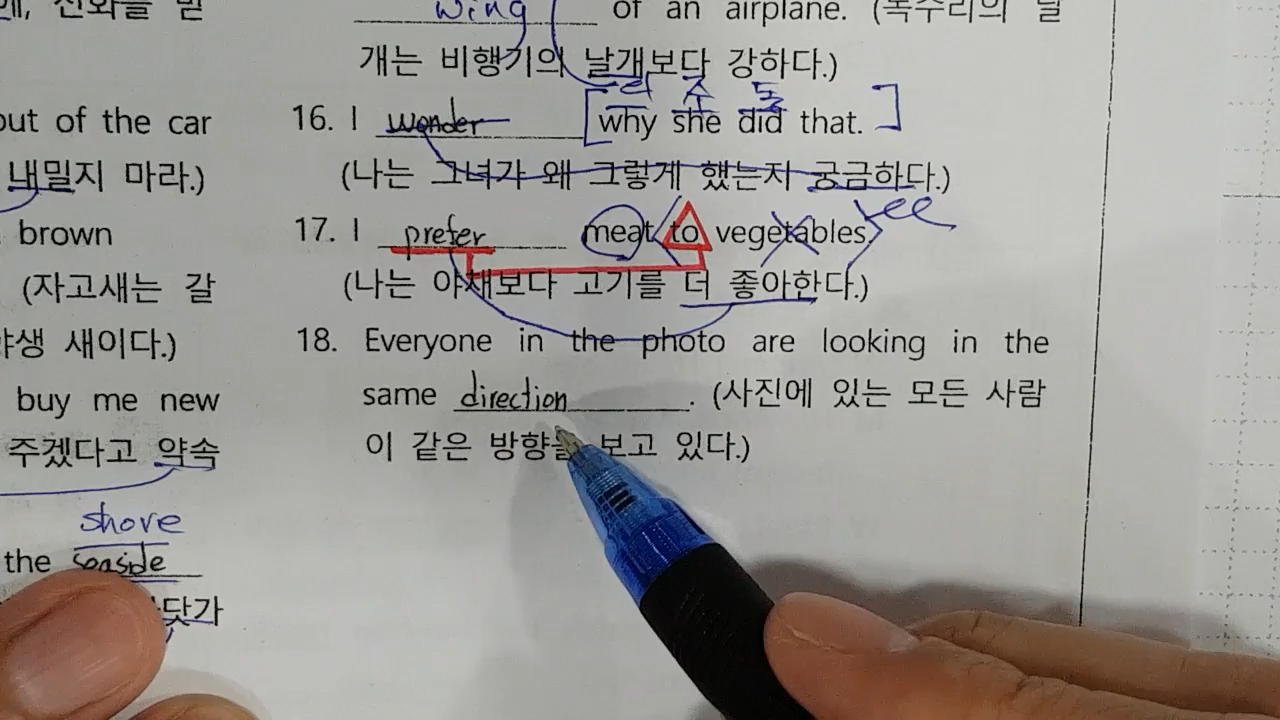 wing of an airplane. (독수리의 날
개는 비행기의 날개보다 강하다.)
의 주 동
16. I wonder why she did that.
(나는 그녀가 왜 그렇게 했는지 궁금하다.)
17. I prefer meat to vegetables.
(나는 야채보다 고기를 더 좋아한다.)
18. Everyone in the photo are looking in the
same direction. (사진에 있는 모든 사람
이 같은 방향을 보고 있다.)
out of the car
내밀지 마라.)
brown
(자고새는 갈
야생 새이다.)
buy me new
주겠다고 약속
shore
the seaside
닷가